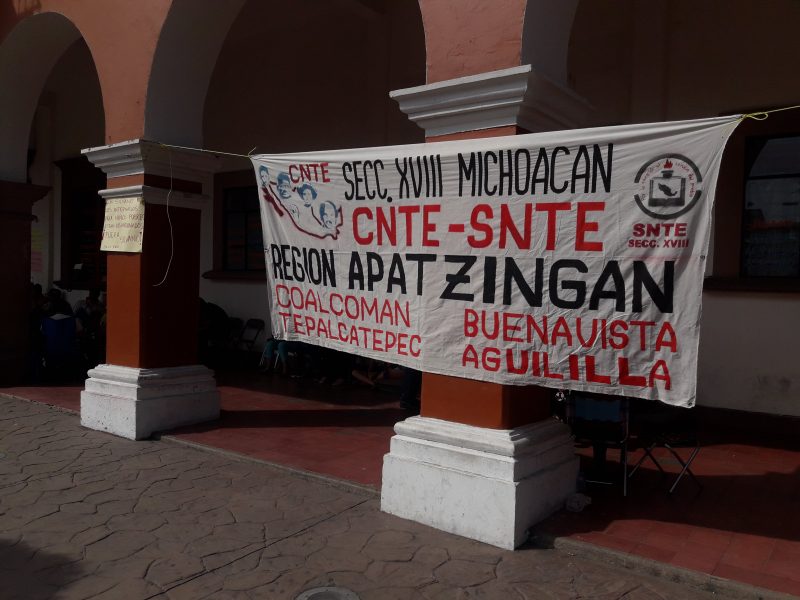 CNTE
SECC. XVIII MICHOACAN
CNTE-SNTE
REGION APATZINGAN
COALCOMAN
TEPALCATEPEC
BUENAVISTA
AGUILILLA
SNTE
SECC. XVIII